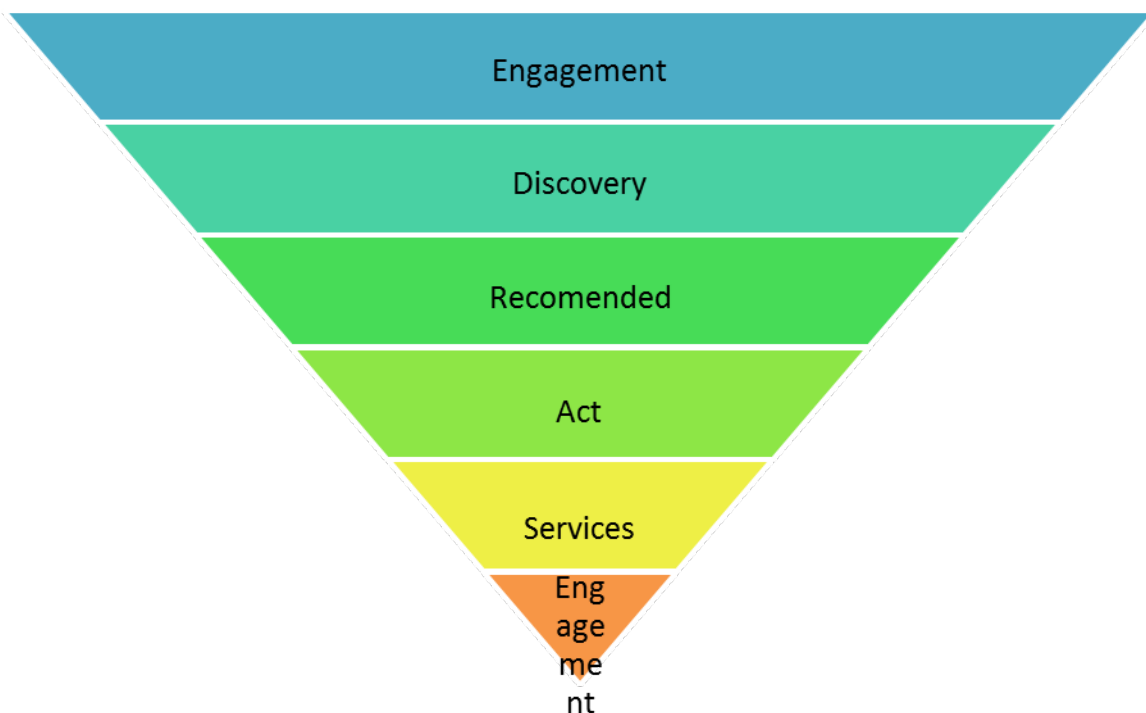 Engagement
Discovery
Recomended
Act
Services
Eng
age
me
nt